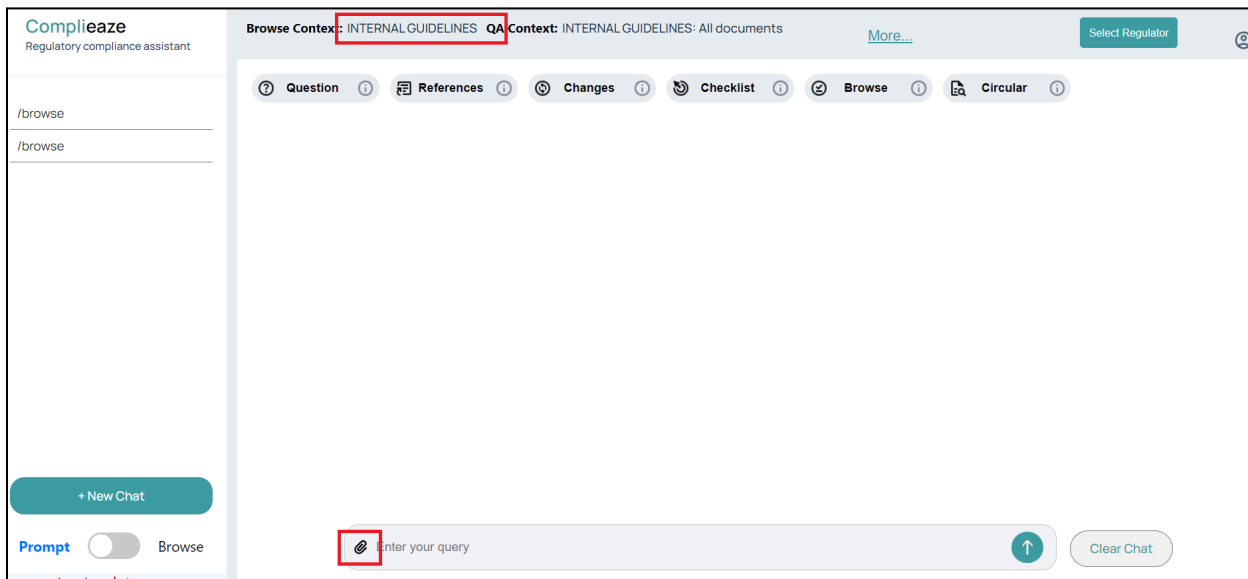 Complieaze
Regulatory compliance assistant
Browse Context: INTERNAL GUIDELINES QA Context: INTERNAL GUIDELINES: All documents
More...
Select Regulator
Question
References
Changes
Checklist
Browse
Circular
/browse
/browse
+ New Chat
Prompt
Browse
Enter your query
Clear Chat